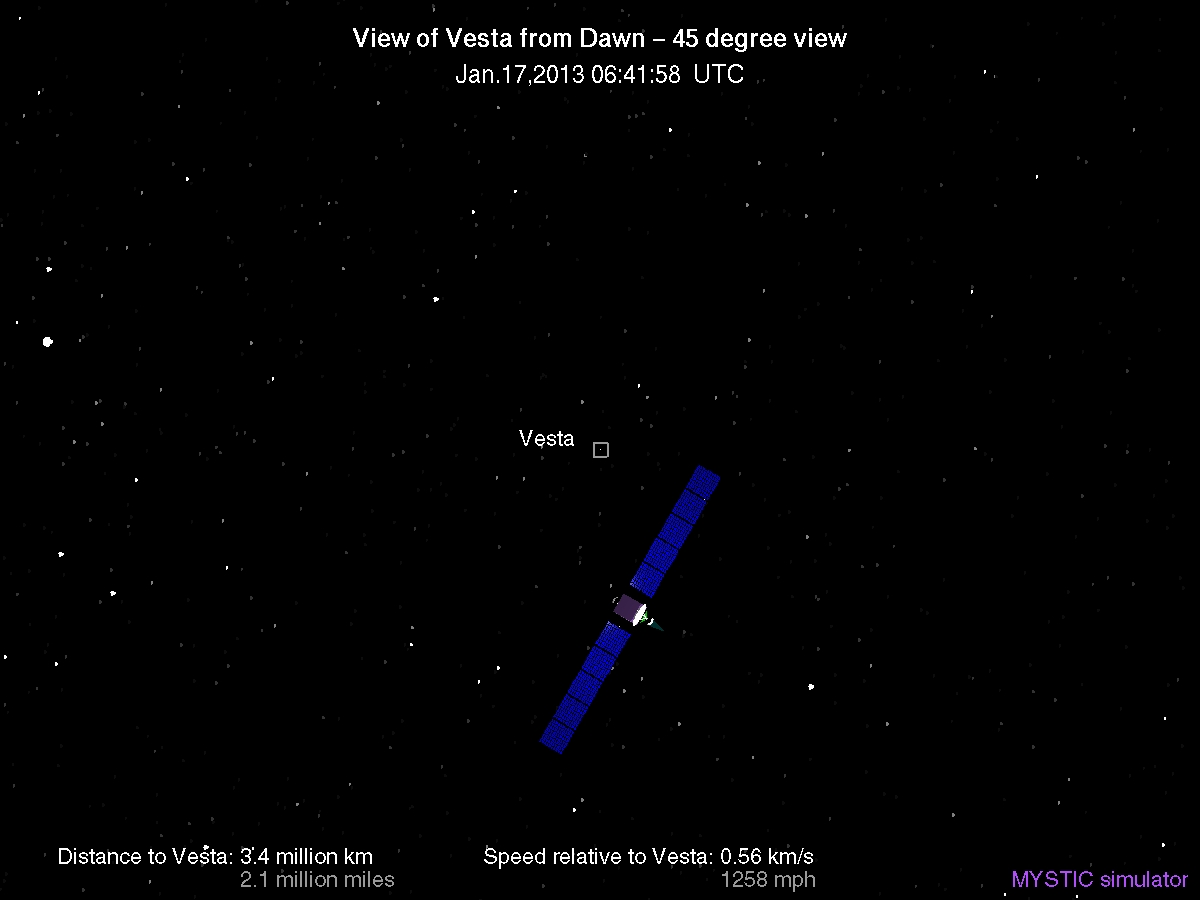 View of Vesta from Dawn – 45 degree view
Jan.17,2013 06:41:58 UTC
Vesta
Distance to Vesta: 3.4 million km
2.1 million miles
Speed relative to Vesta: 0.56 km/s
1258 mph
MYSTIC simulator